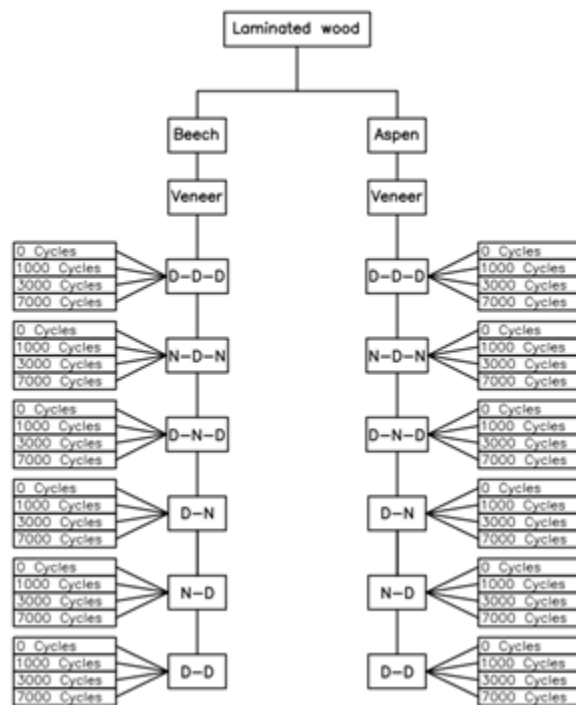 Laminated wood
Beech Aspen
Veneer Veneer
0 Cycles 0 Cycles
1000 Cycles D-D-D D-D-D 1000 Cycles
3000 Cycles 3000 Cycles
7000 Cycles 7000 Cycles
0 Cycles 0 Cycles
1000 Cycles N-D-N N-D-N 1000 Cycles
3000 Cycles 3000 Cycles
7000 Cycles 7000 Cycles
0 Cycles 0 Cycles
1000 Cycles D-N-D D-N-D 1000 Cycles
3000 Cycles 3000 Cycles
7000 Cycles 7000 Cycles
0 Cycles 0 Cycles
1000 Cycles D-N D-N 1000 Cycles
3000 Cycles 3000 Cycles
7000 Cycles 7000 Cycles
0 Cycles 0 Cycles
1000 Cycles N-D N-D 1000 Cycles
3000 Cycles 3000 Cycles
7000 Cycles 7000 Cycles
0 Cycles 0 Cycles
1000 Cycles D-D D-D 1000 Cycles
3000 Cycles 3000 Cycles
7000 Cycles 7000 Cycles